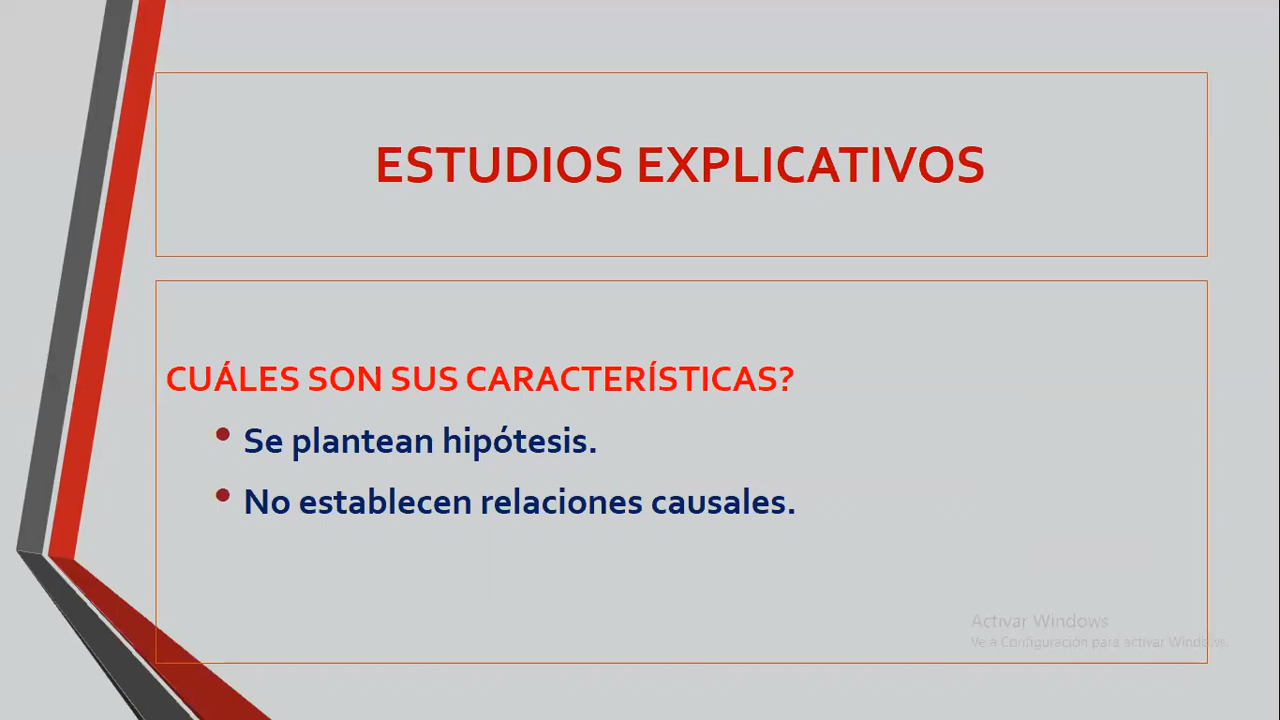 ESTUDIOS EXPLICATIVOS
CUÁLES SON SUS CARACTERÍSTICAS?
• Se plantean hipótesis.
• No establecen relaciones causales.
Activar Windows
Ve a Configuración para activar Windows.